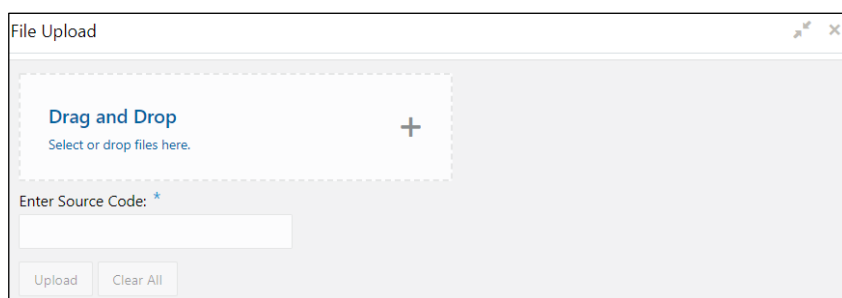 File Upload
Drag and Drop
Select or drop files here.
Enter Source Code: *
Upload Clear All